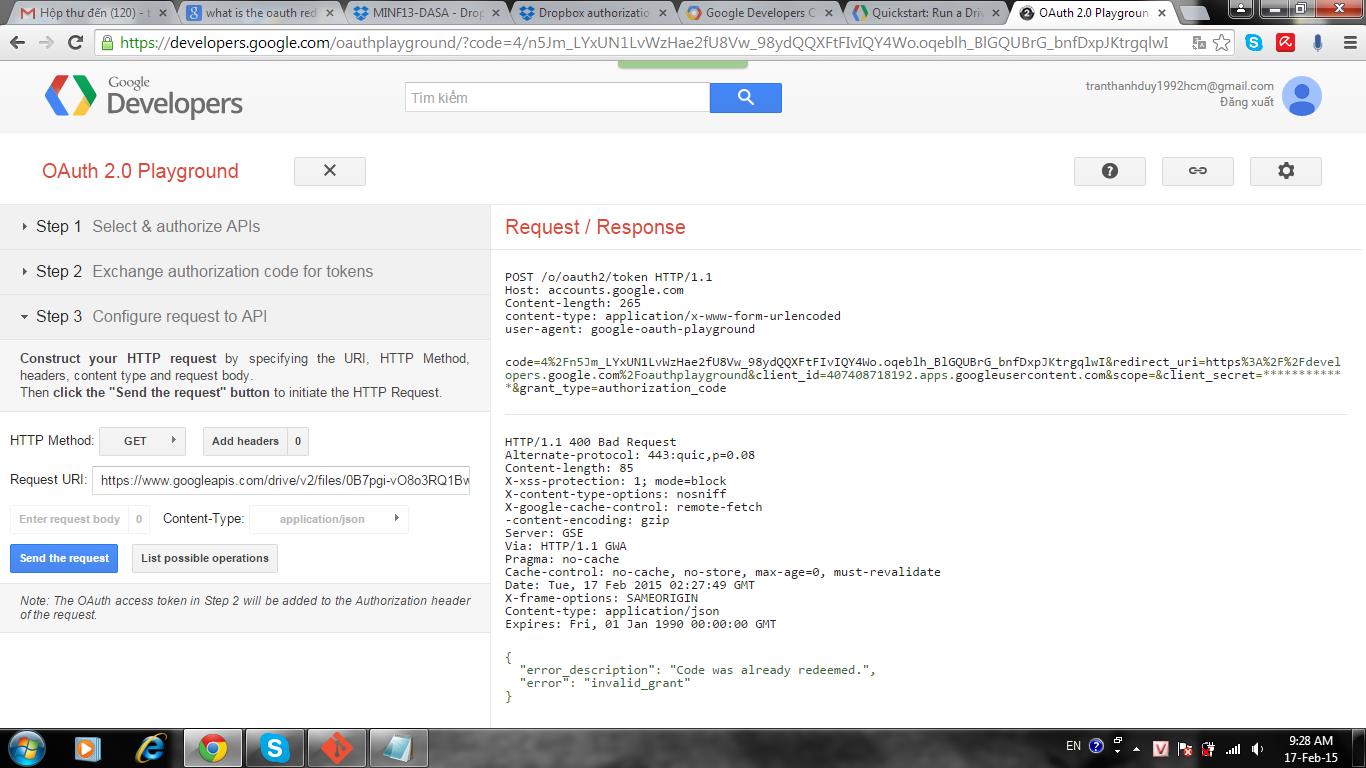 Hộp thư đến (120) - t
what is the oauth red
MINF13-DASA - Drop
Dropbox authorizatio
Google Developers C
Quickstart: Run a Dri
OAuth 2.0 Playgroun
https://developers.google.com/oauthplayground/?code=4/n5Jm_LYxUN1LvWzHae2fU8Vw_98ydQQXFtFIvIQY4Wo.oqeblh_BlGQUBrG_bnfDxpJKtrgqlwI
Google
Developers
Tìm kiếm
tranthanhduy1992hcm@gmail.com
Đăng xuất
OAuth 2.0 Playground
Step 1 Select & authorize APIs
Step 2 Exchange authorization code for tokens
Step 3 Configure request to API
Construct your HTTP request by specifying the URI, HTTP Method,
headers, content type and request body.
Then click the "Send the request" button to initiate the HTTP Request.
HTTP Method: GET Add headers 0
Request URI: https://www.googleapis.com/drive/v2/files/0B7pgi-vO8o3RQ1Bw
Enter request body 0 Content-Type: application/json
Send the request List possible operations
Note: The OAuth access token in Step 2 will be added to the Authorization header
of the request.
Request / Response
POST /o/oauth2/token HTTP/1.1
Host: accounts.google.com
Content-length: 265
content-type: application/x-www-form-urlencoded
user-agent: google-oauth-playground
code=4%2Fn5Jm_LYxUN1LvWzHae2fU8Vw_98ydQQXFtFIvIQY4Wo.oqeblh_BlGQUBrG_bnfDxpJKtrgqlwI&redirect_uri=https%3A%2F%2Fdevel
opers.google.com%2Foauthplayground&client_id=407408718192.apps.googleusercontent.com&scope=&client_secret=***********
*&grant_type=authorization_code
HTTP/1.1 400 Bad Request
Alternate-protocol: 443:quic,p=0.08
Content-length: 85
X-xss-protection: 1; mode=block
X-content-type-options: nosniff
X-google-cache-control: remote-fetch
-content-encoding: gzip
Server: GSE
Via: HTTP/1.1 GWA
Pragma: no-cache
Cache-control: no-cache, no-store, max-age=0, must-revalidate
Date: Tue, 17 Feb 2015 02:27:49 GMT
X-frame-options: SAMEORIGIN
Content-type: application/json
Expires: Fri, 01 Jan 1990 00:00:00 GMT
{
"error_description": "Code was already redeemed.",
"error": "invalid_grant"
}
EN
9:28 AM
17-Feb-15